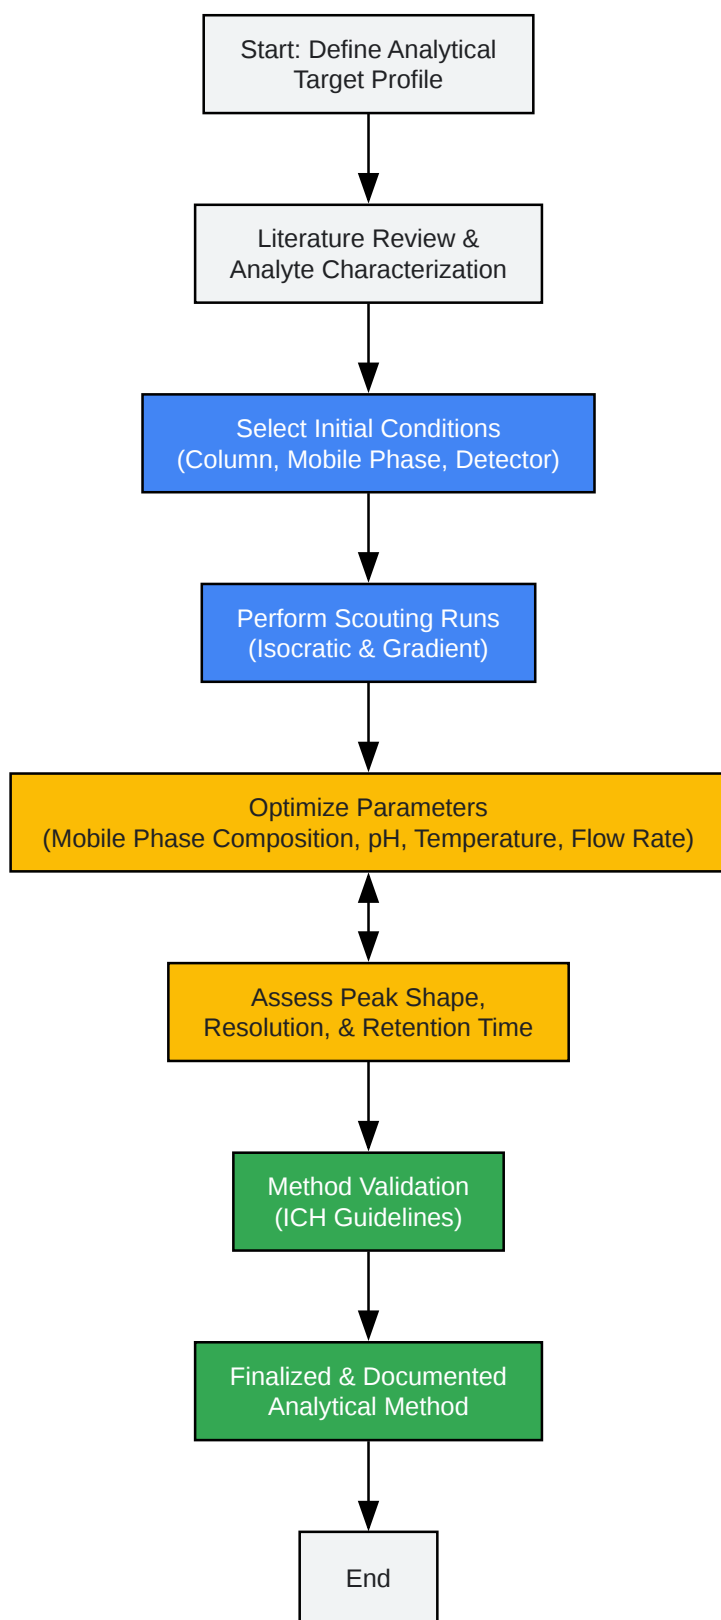 Start: Define Analytical
Target Profile
Literature Review &
Analyte Characterization
Select Initial Conditions
(Column, Mobile Phase, Detector)
Perform Scouting Runs
(Isocratic & Gradient)
Optimize Parameters
(Mobile Phase Composition, pH, Temperature, Flow Rate)
Assess Peak Shape,
Resolution, & Retention Time
Method Validation
(ICH Guidelines)
Finalized & Documented
Analytical Method
End